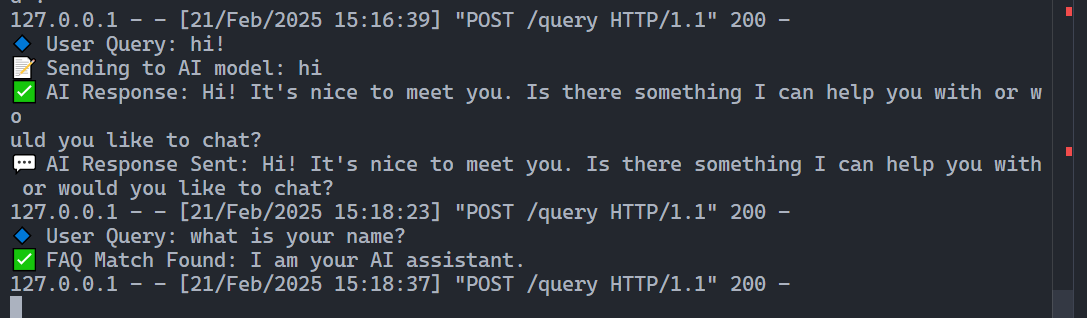 127.0.0.1 - - [21/Feb/2025 15:16:39] "POST /query HTTP/1.1" 200 -
🔹 User Query: hi!
📝 Sending to AI model: hi
✅ AI Response: Hi! It's nice to meet you. Is there something I can help you with or w
o
uld you like to chat?
💬 AI Response Sent: Hi! It's nice to meet you. Is there something I can help you with
or would you like to chat?
127.0.0.1 - - [21/Feb/2025 15:18:23] "POST /query HTTP/1.1" 200 -
🔹 User Query: what is your name?
✅ FAQ Match Found: I am your AI assistant.
127.0.0.1 - - [21/Feb/2025 15:18:37] "POST /query HTTP/1.1" 200 -